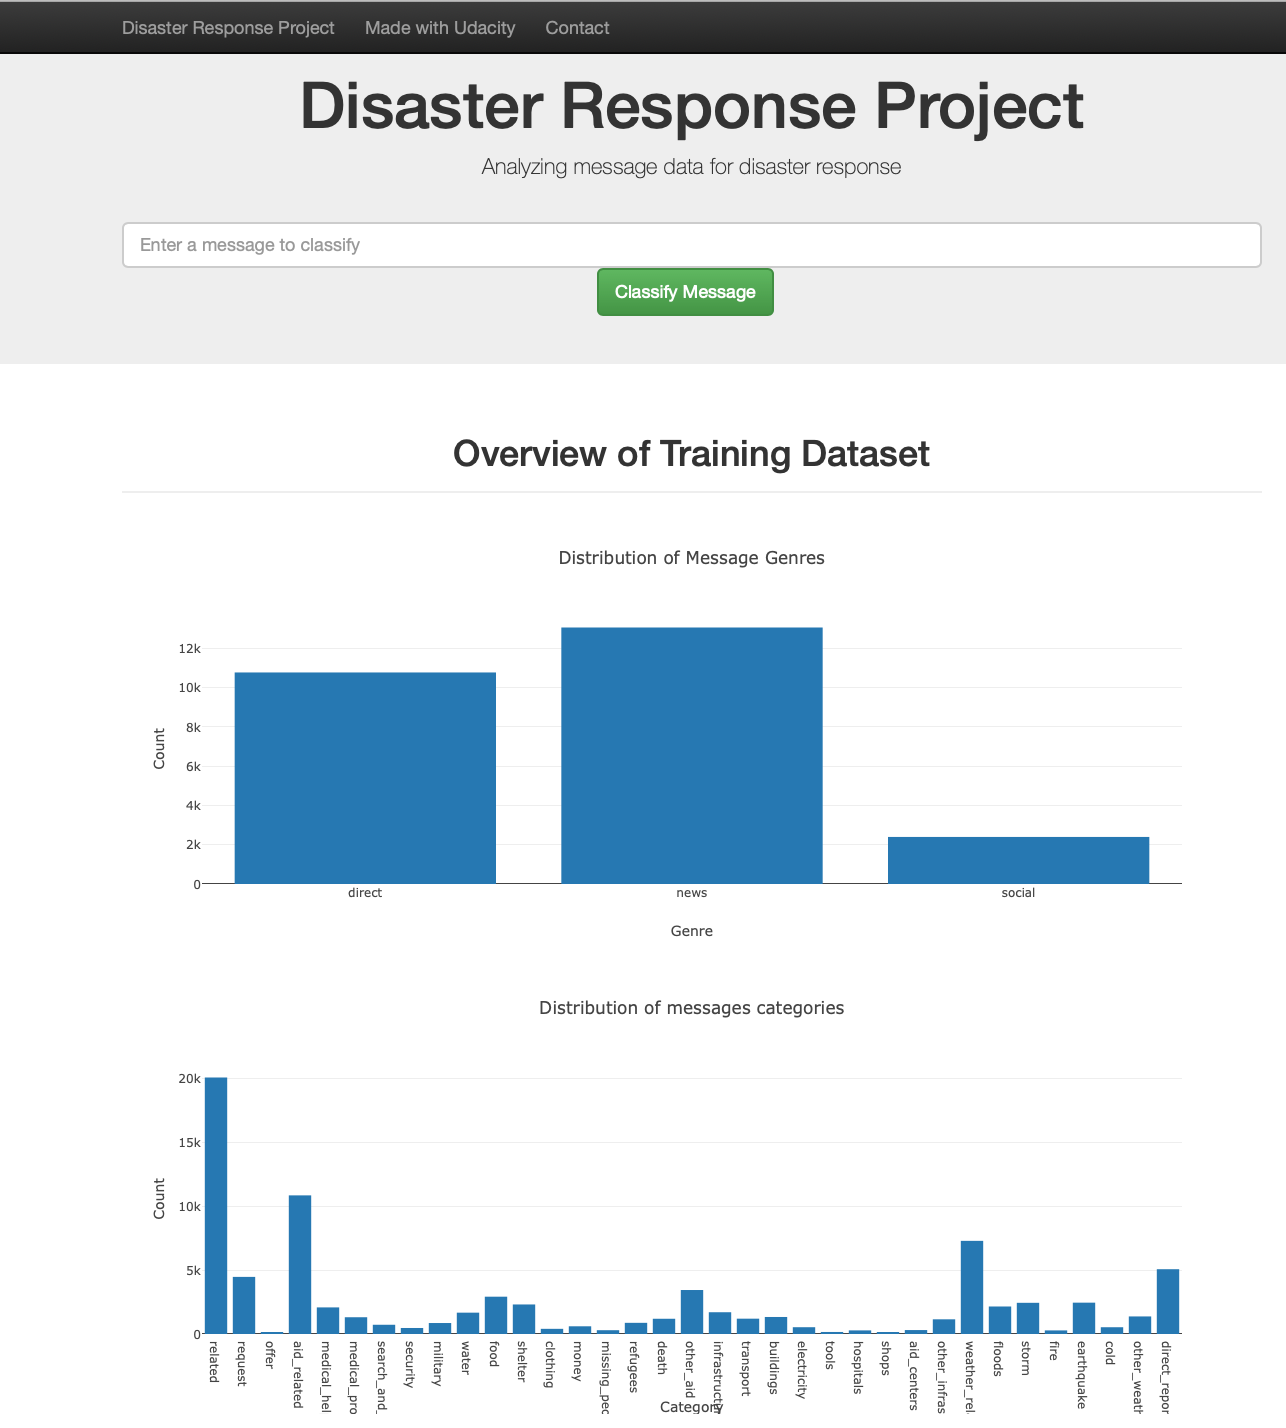 Disaster Response Project Made with Udacity Contact
Disaster Response Project
Analyzing message data for disaster response
Enter a message to classify
Classify Message
Overview of Training Dataset
Distribution of Message Genres
12k
10k
8k
6k
4k
2k
0
Count
direct news social
Genre
Distribution of messages categories
20k
15k
10k
5k
0
Count
related
request
offer
aid_related
medical_hel
medical_pro
search_and_
security
military
water
food
shelter
clothing
money
missing_peo
refugees
death
other_aid
infrastructur
transport
buildings
electricity
tools
hospitals
shops
aid_centers
other_infras
weather_rel
floods
storm
fire
earthquake
cold
other_weath
direct_repor
Category